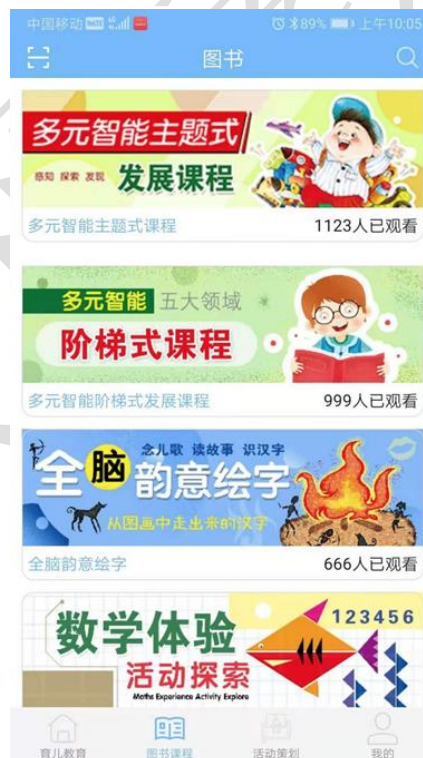 中国移动 89% 上午10:05
图书
多元智能主题式
感知 探索 发现 发展课程
多元智能主题式课程 1123人已观看
多元智能 五大领域
阶梯式课程
多元智能阶梯式发展课程 999人已观看
念儿歌 读故事 识汉字
全脑韵意绘字
从图画中走出来的汉字
全脑韵意绘字 666人已观看
123456
数学体验
活动探索
Maths Experience Activity Explore
育儿教育 图书课程 活动策划 我的